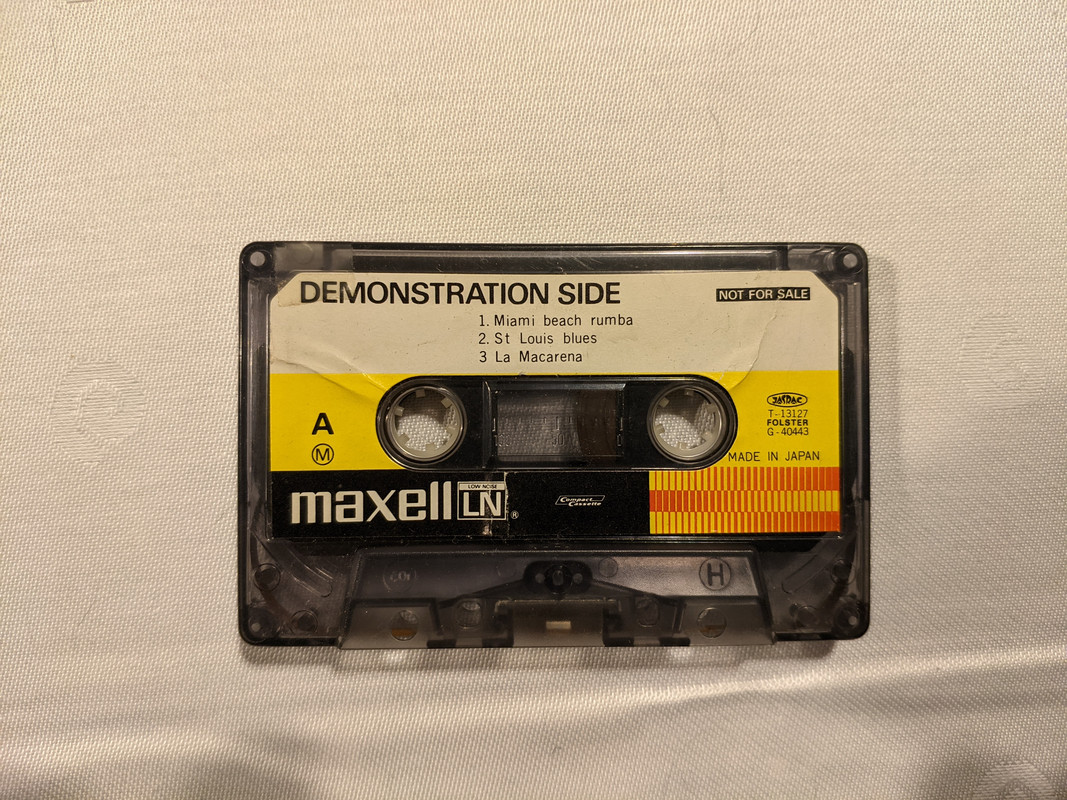 DEMONSTRATION SIDE
NOT FOR SALE
1. Miami beach rumba
2. St Louis blues
3 La Macarena
A
M
JASRAC
T-13127
FOLSTER
G-40443
MADE IN JAPAN
maxell
LOW NOISE
LN
®
Compact
Cassette
H